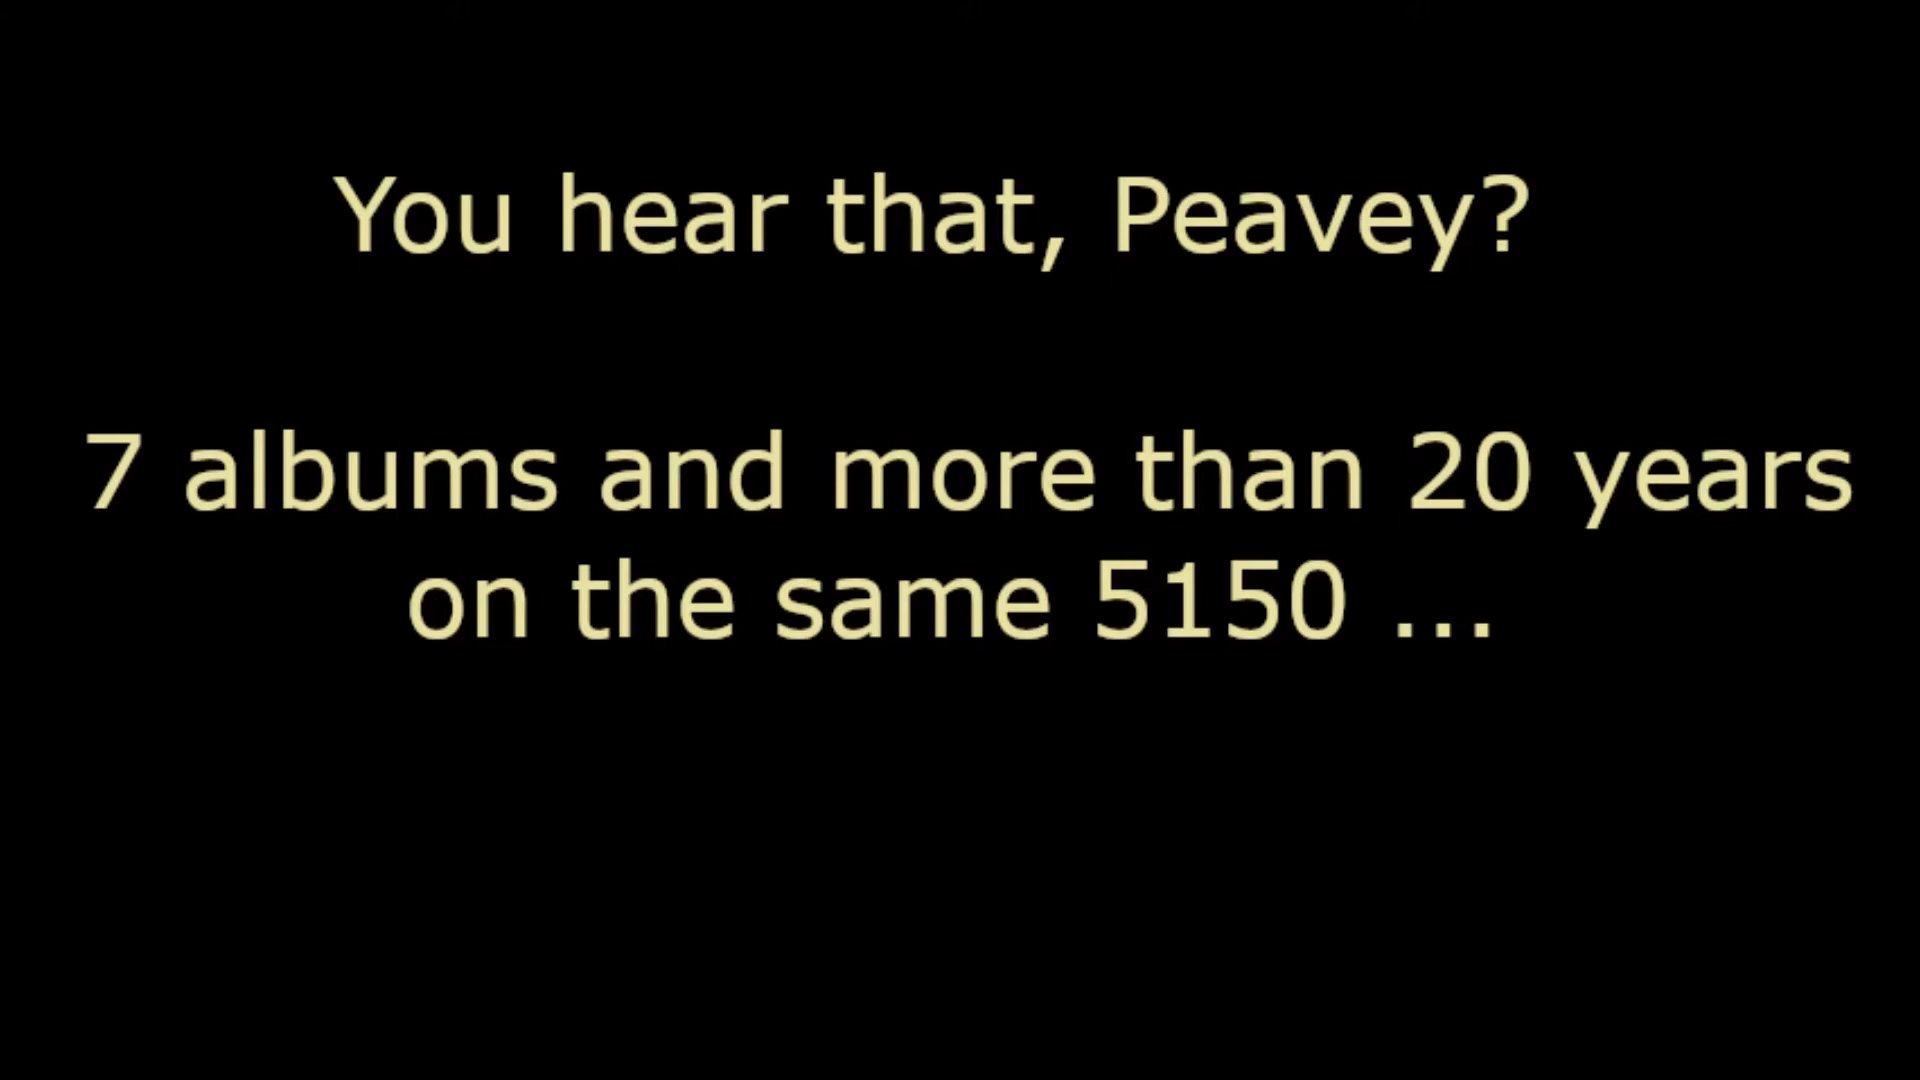 You hear that, Peavey?
7 albums and more than 20 years
on the same 5150 ...